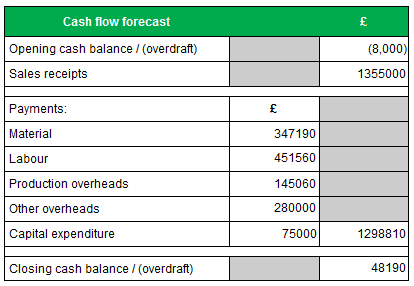 Cash flow forecast £
Opening cash balance / (overdraft) (8,000)
Sales receipts 1355000
Payments: £
Material 347190
Labour 451560
Production overheads 145060
Other overheads 280000
Capital expenditure 75000 1298810
Closing cash balance / (overdraft) 48190